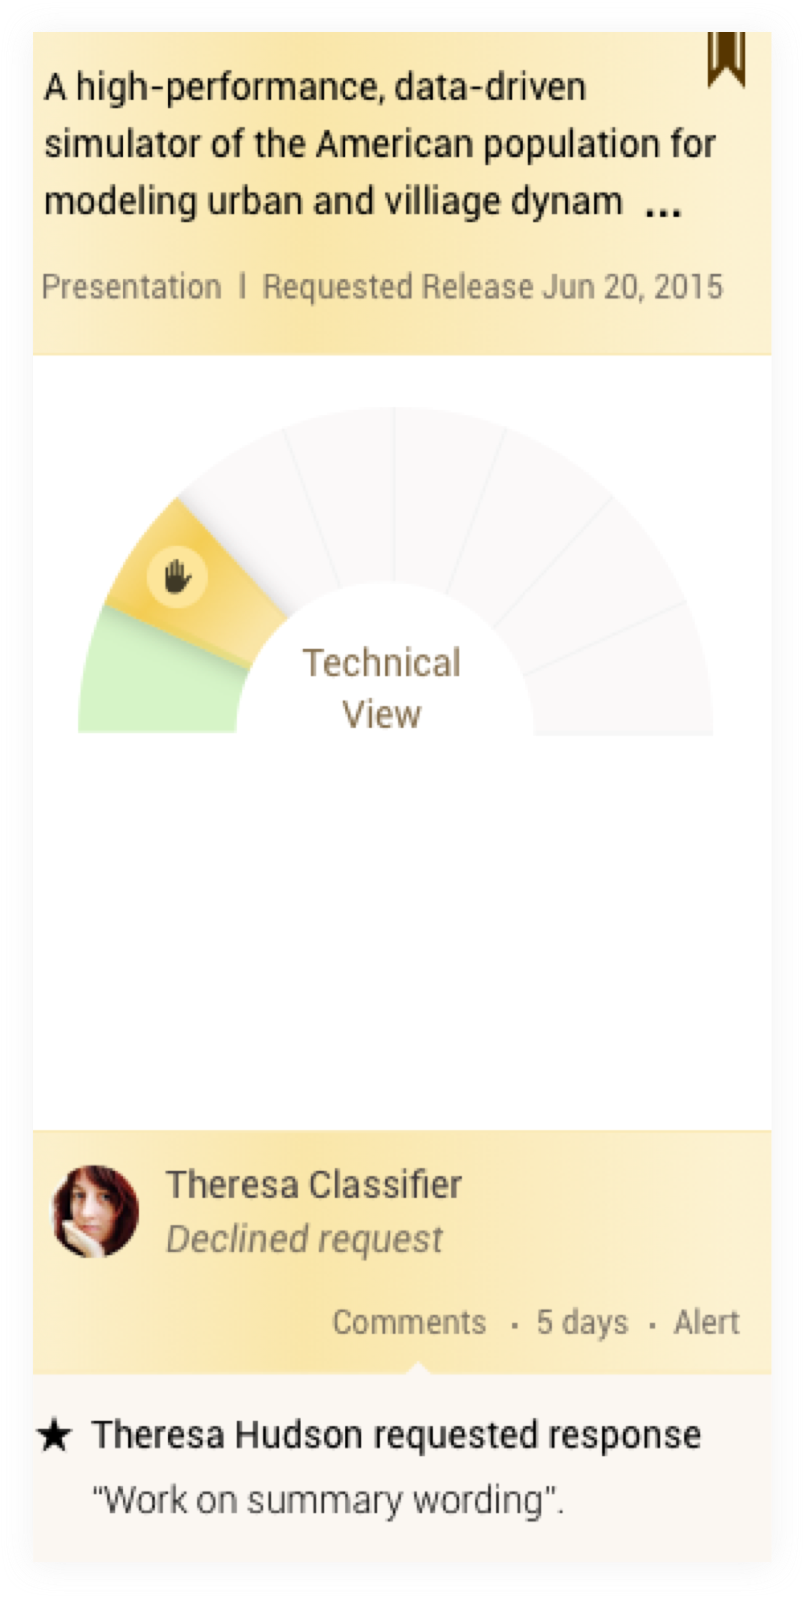 A high-performance, data-driven
simulator of the American population for
modeling urban and villiage dynam ...
Presentation | Requested Release Jun 20, 2015
Technical
View
Theresa Classifier
Declined request
Comments · 5 days · Alert
★ Theresa Hudson requested response
“Work on summary wording”.